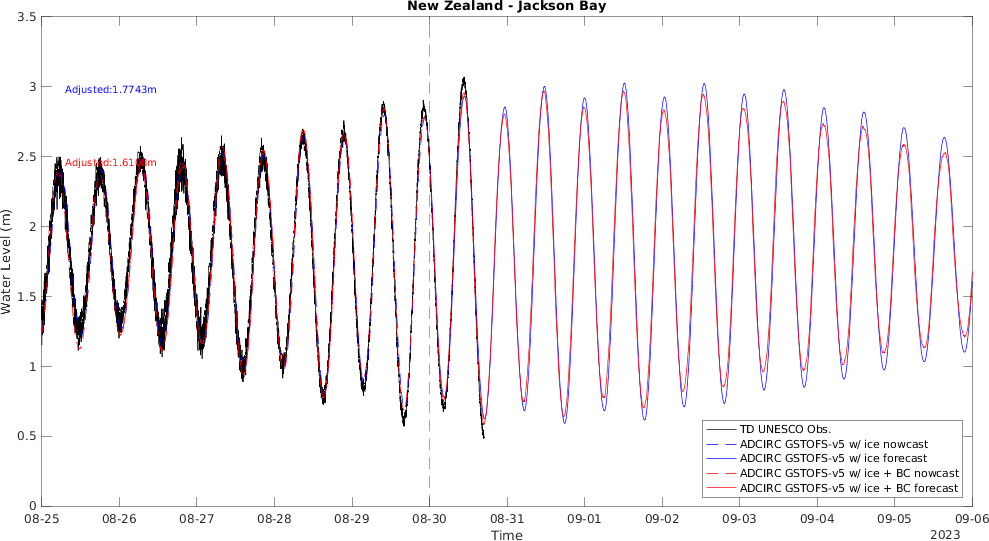 New Zealand - Jackson Bay
3.5
3
2.5
2
1.5
1
0.5
0
Water Level (m)
Adjusted:1.7743m
TD UNESCO Obs.
ADCIRC GSTOFS-v5 w/ ice nowcast
ADCIRC GSTOFS-v5 w/ ice forecast
ADCIRC GSTOFS-v5 w/ ice + BC nowcast
ADCIRC GSTOFS-v5 w/ ice + BC forecast
08-25 08-26 08-27 08-28 08-29 08-30 08-31 09-01 09-02 09-03 09-04 09-05 09-06
Time
2023